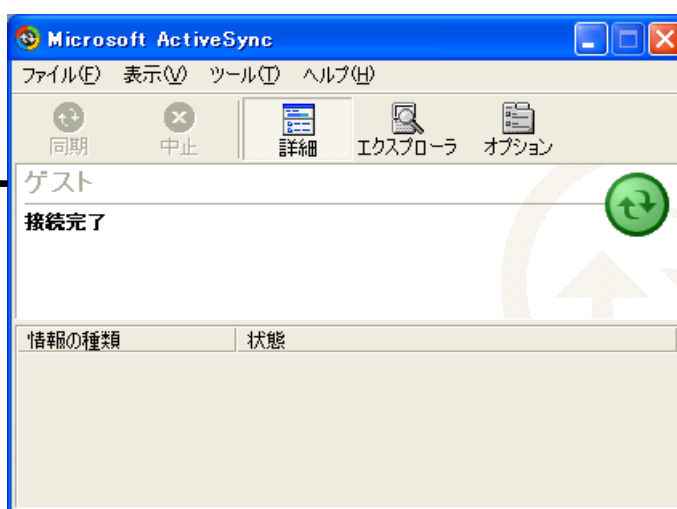 Microsoft ActiveSync
ファイル(F) 表示(V) ツール(T) ヘルプ(H)
同期 中止 詳細 エクスプローラ オプション
ゲスト
接続完了
情報の種類 状態